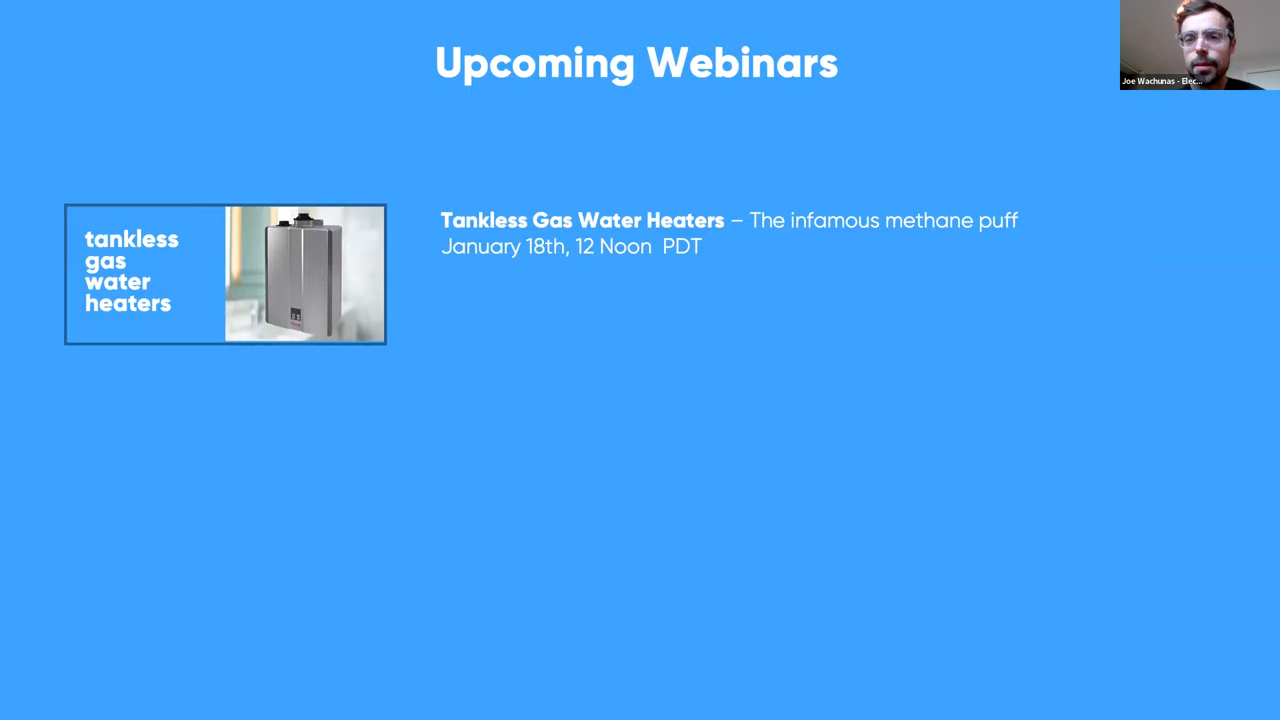 Upcoming Webinars
Joe Wachunas - Elec...
tankless
gas
water
heaters
Tankless Gas Water Heaters – The infamous methane puff
January 18th, 12 Noon PDT